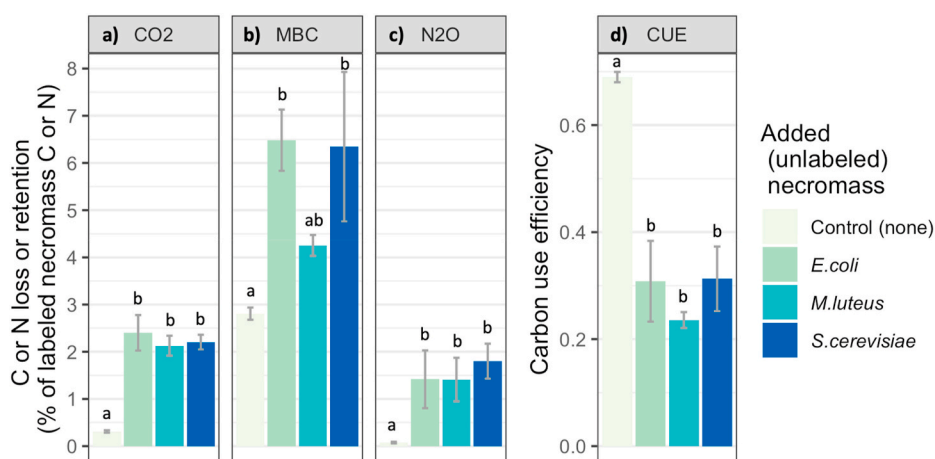 a) CO2
b) MBC
c) N2O
d) CUE
C or N loss or retention
(% of labeled necromass C or N)
8
7
6
5
4
3
2
1
0
a
b
b
b
a
b
ab
b
a
b
b
b
Carbon use efficiency
0.6
0.4
0.2
0.0
a
b
b
b
Added
(unlabeled)
necromass
Control (none)
E.coli
M.luteus
S.cerevisiae